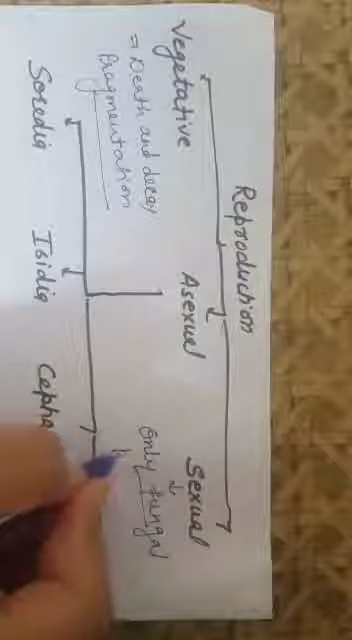 Reproduction
Vegetative Asexual Sexual
= Death and decay Only fungal
Fragmentation
Soredia Isidia Cepha